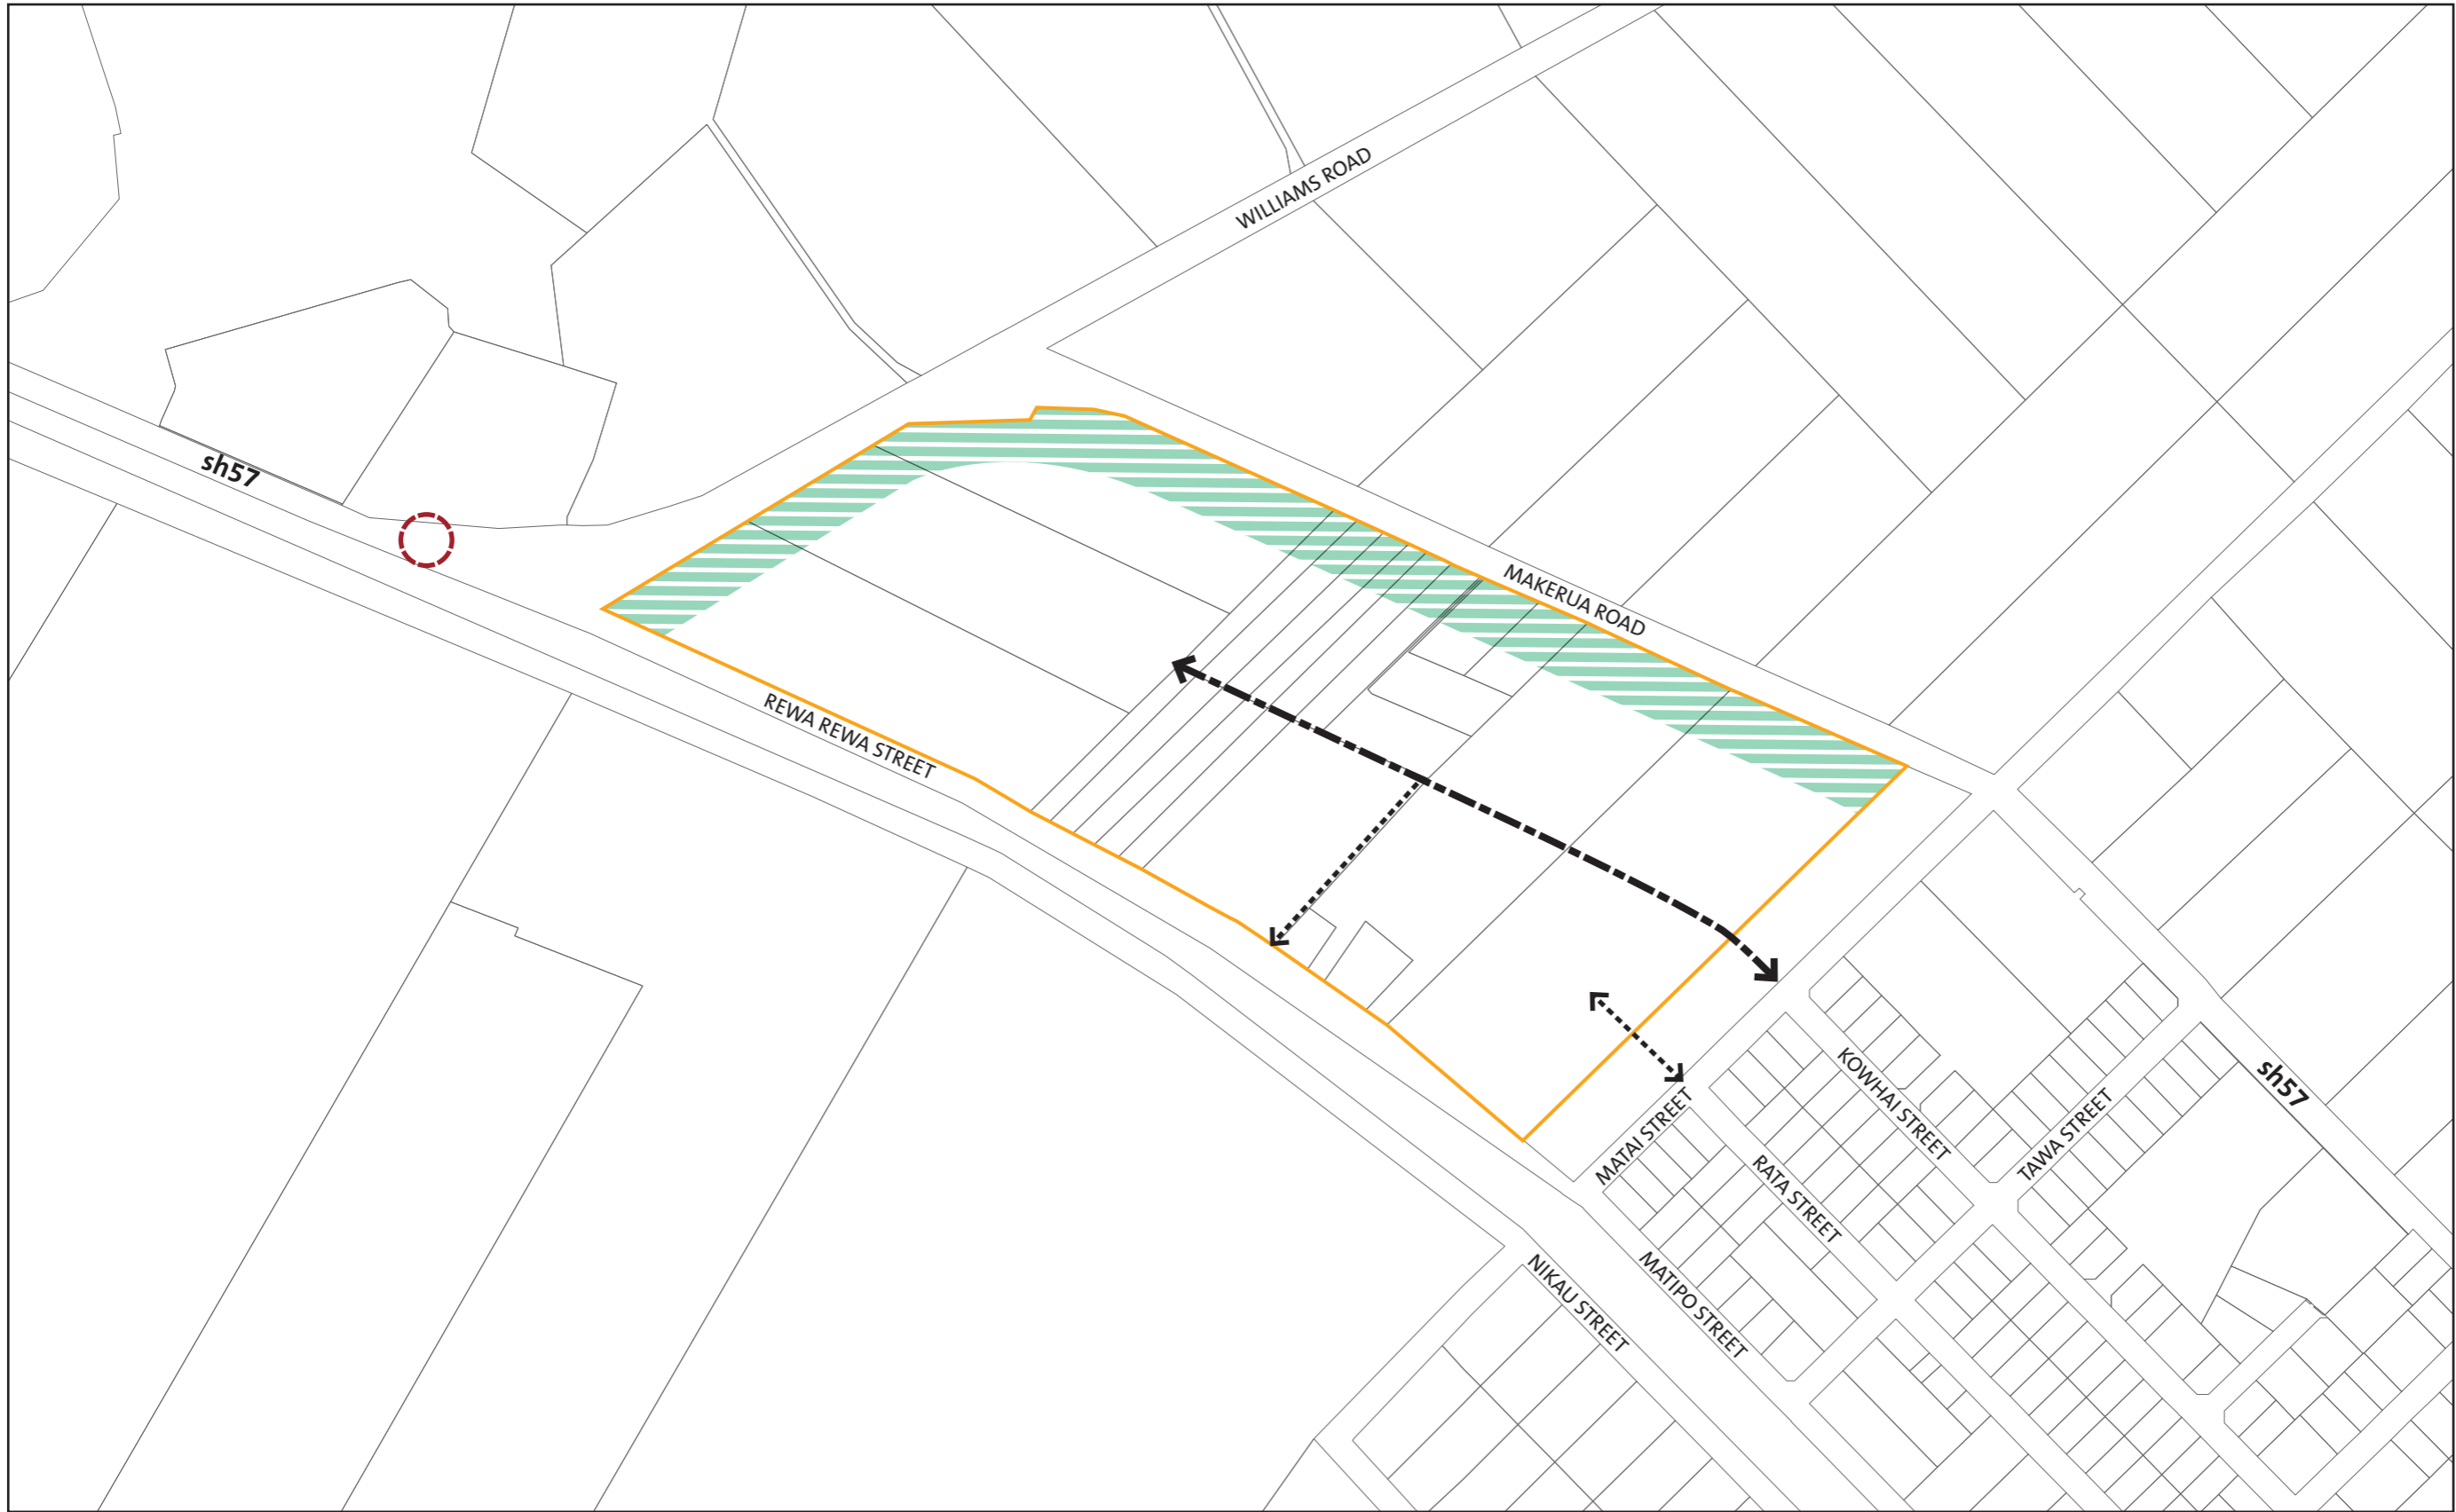 WILLIAMS ROAD
sh57
MAKERUA ROAD
REWA REWA STREET
KOWHAI STREET
sh57
MATAI STREET
TAWA STREET
RATA STREET
NIKAU STREET
MATIPO STREET